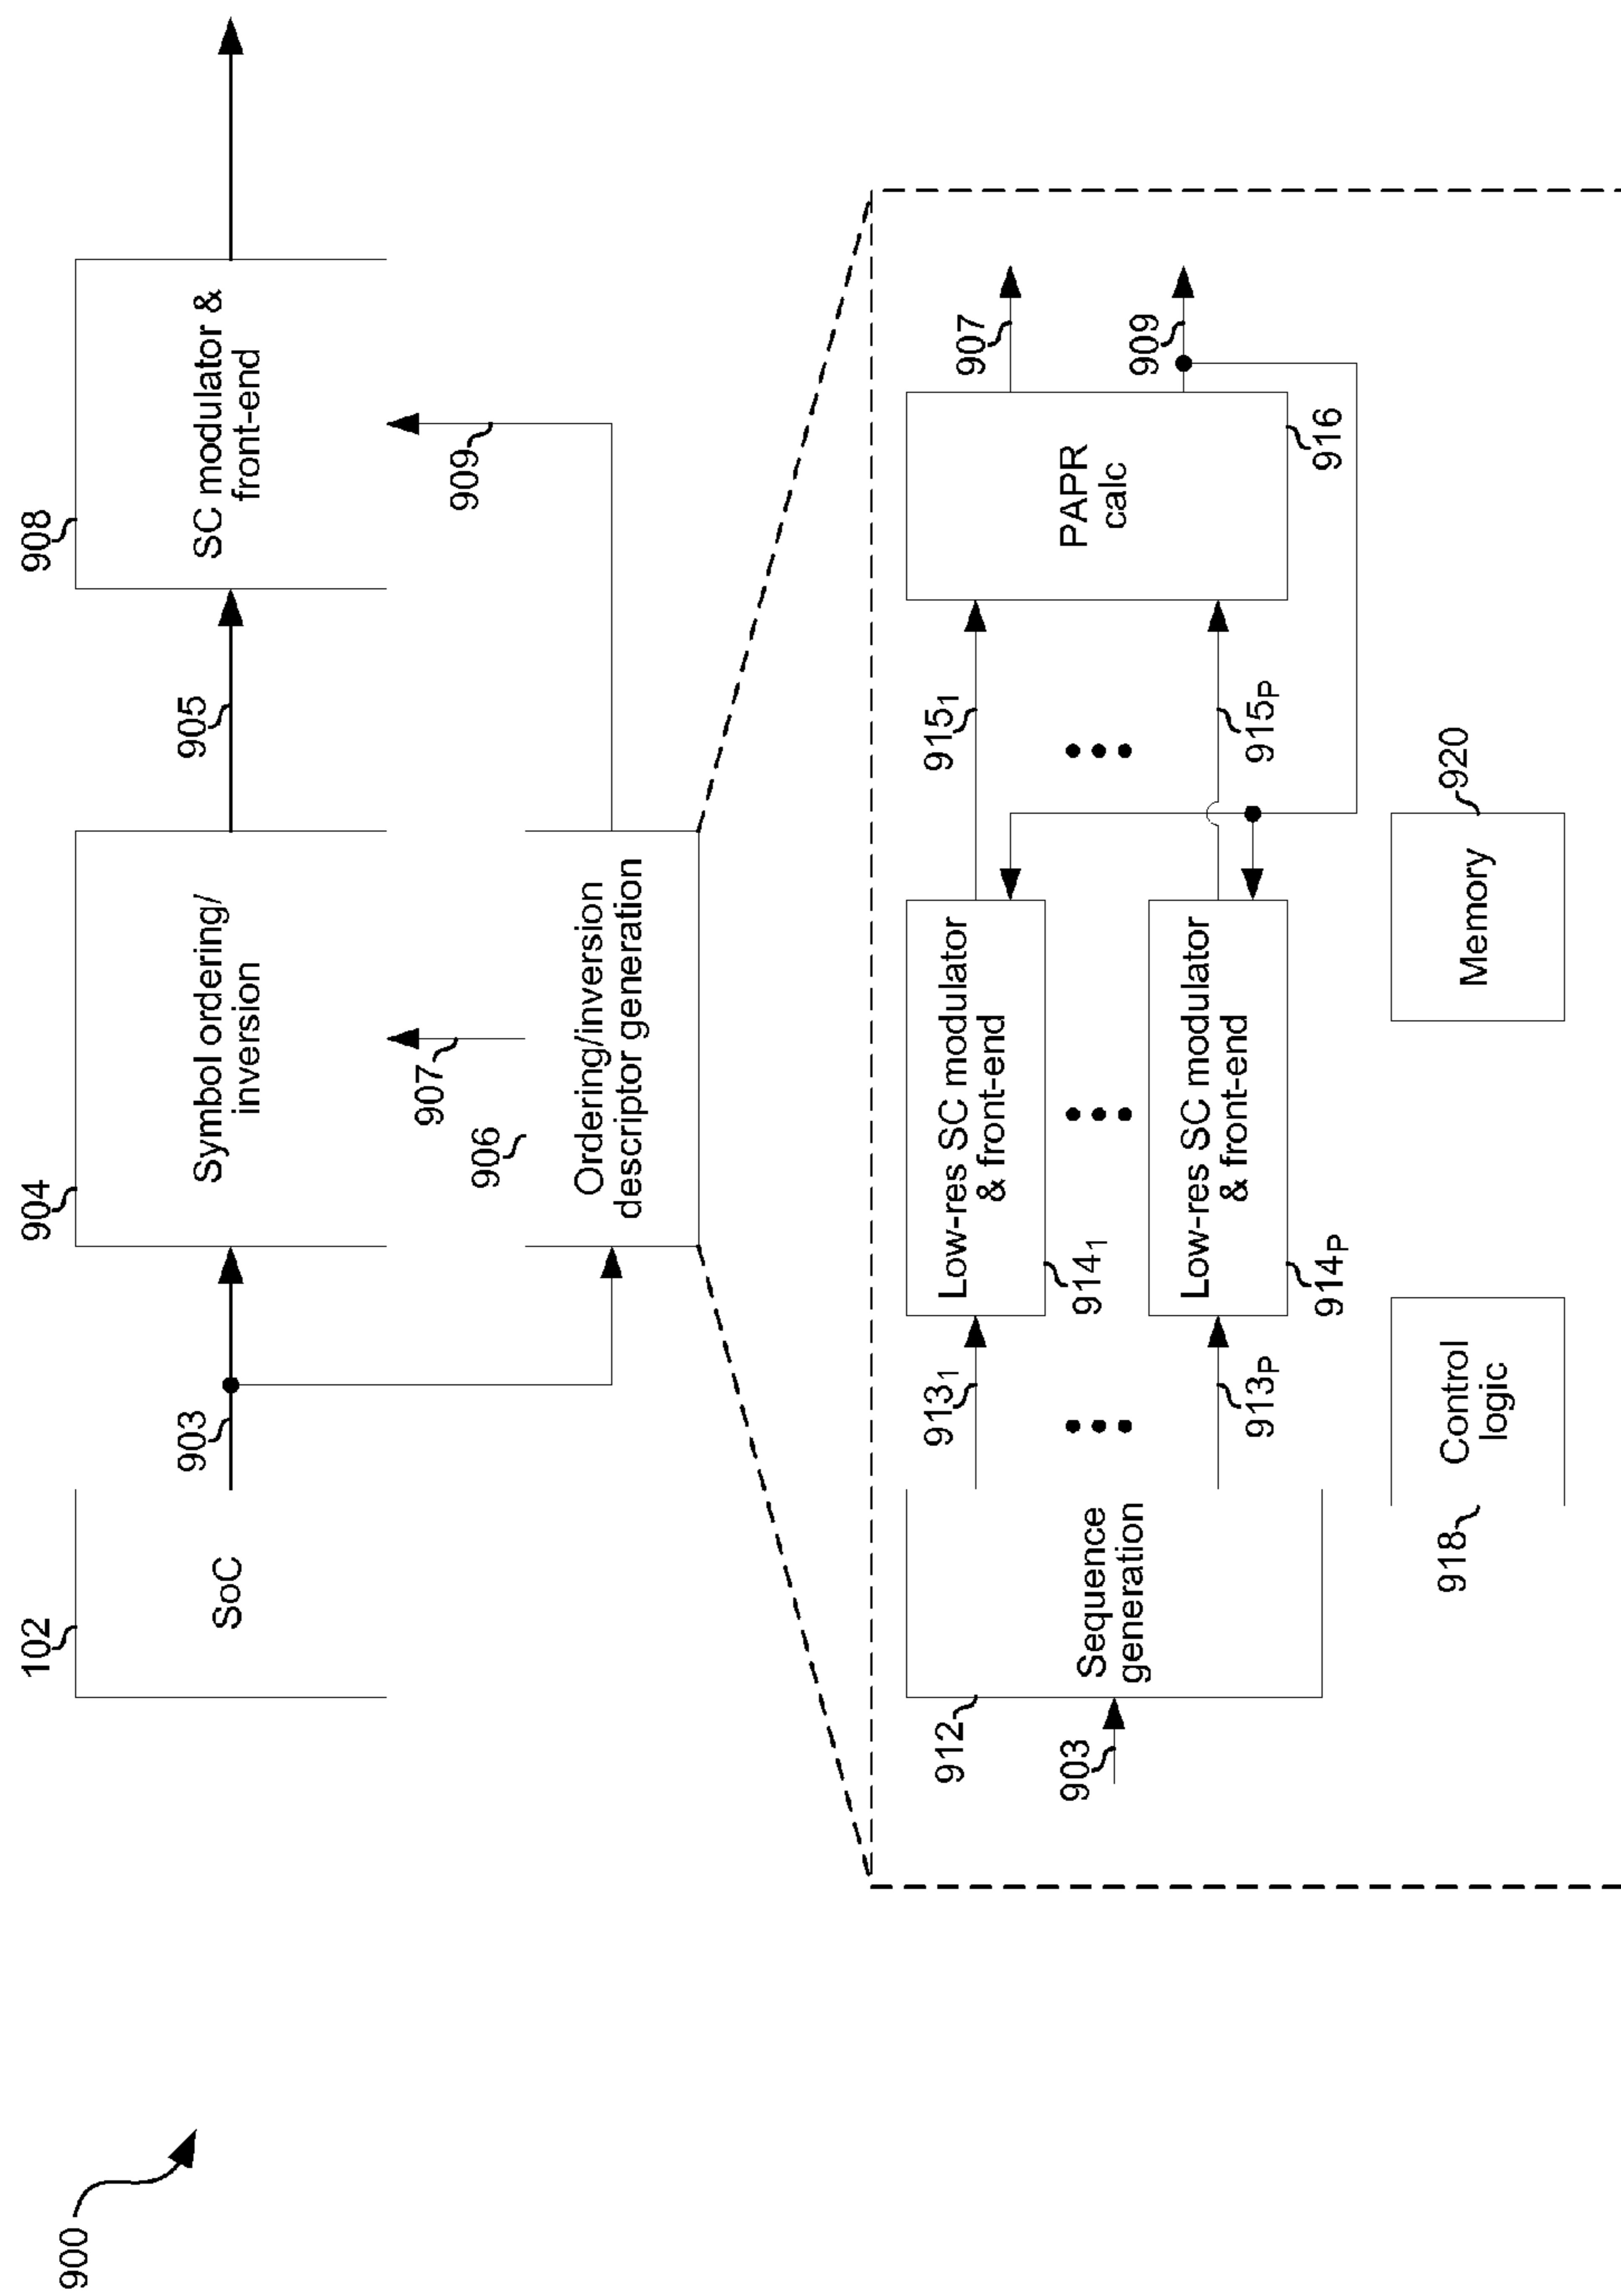 900
102
SoC
903
904
Symbol ordering/
inversion
905
908
SC modulator &
front-end
907
906
Ordering/inversion
descriptor generation
909
903
912
Sequence
generation
913₁
913P
Low-res SC modulator
& front-end
914₁
Low-res SC modulator
& front-end
914P
915₁
915P
PAPR
calc
916
907
909
918
Control
logic
Memory
920